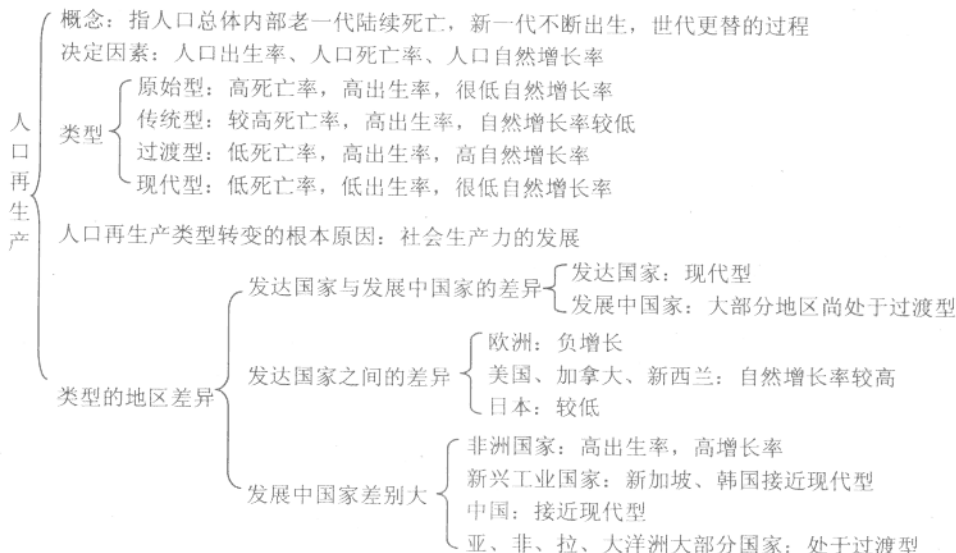 人口再生产
概念：指人口总体内部老一代陆续死亡，新一代不断出生，世代更替的过程
决定因素：人口出生率、人口死亡率、人口自然增长率
类型
原始型：高死亡率，高出生率，很低自然增长率
传统型：较高死亡率，高出生率，自然增长率较低
过渡型：低死亡率，高出生率，高自然增长率
现代型：低死亡率，低出生率，很低自然增长率
人口再生产类型转变的根本原因：社会生产力的发展
类型的地区差异
发达国家与发展中国家的差异
发达国家：现代型
发展中国家：大部分地区尚处于过渡型
发达国家之间的差异
欧洲：负增长
美国、加拿大、新西兰：自然增长率较高
日本：较低
发展中国家差别大
非洲国家：高出生率，高增长率
新兴工业国家：新加坡、韩国接近现代型
中国：接近现代型
亚、非、拉、大洋洲大部分国家：处于过渡型